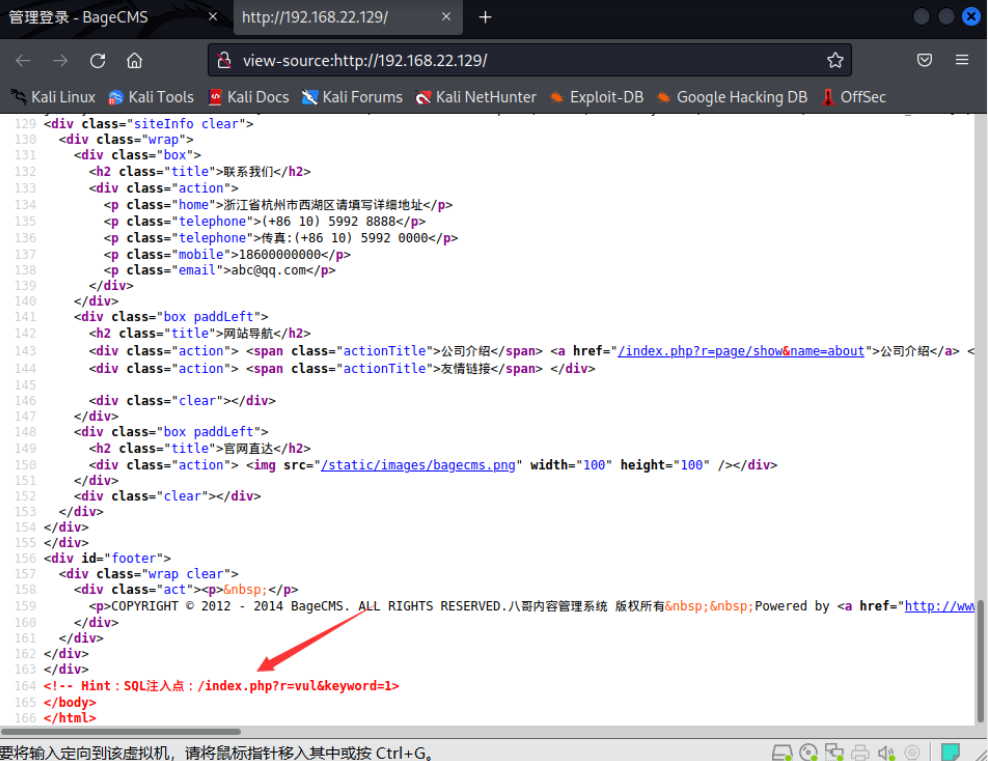 管理登录 - BageCMS
http://192.168.22.129/
view-source:http://192.168.22.129/
Kali Linux Kali Tools Kali Docs Kali Forums Kali NetHunter Exploit-DB Google Hacking DB OffSec
129 <div class="siteInfo clear">
130 <div class="wrap">
131 <div class="box">
132 <h2 class="title">联系我们</h2>
133 <div class="action">
134 <p class="home">浙江省杭州市西湖区请填写详细地址</p>
135 <p class="telephone">(+86 10) 5992 8888</p>
136 <p class="telephone">传真:(+86 10) 5992 0000</p>
137 <p class="mobile">18600000000</p>
138 <p class="email">abc@qq.com</p>
139 </div>
140 </div>
141 <div class="box paddLeft">
142 <h2 class="title">网站导航</h2>
143 <div class="action"> <span class="actionTitle">公司介绍</span> <a href="/index.php?r=page/show&name=about">公司介绍</a> <
144 <div class="action"> <span class="actionTitle">友情链接</span> </div>
145
146 <div class="clear"></div>
147 </div>
148 <div class="box paddLeft">
149 <h2 class="title">官网直达</h2>
150 <div class="action"> <img src="/static/images/bagecms.png" width="100" height="100" /></div>
151 </div>
152 <div class="clear"></div>
153 </div>
154 </div>
155 </div>
156 <div id="footer">
157 <div class="wrap clear">
158 <div class="act"><p>&nbsp;</p>
159 <p>COPYRIGHT © 2012 - 2014 BageCMS. ALL RIGHTS RESERVED.八哥内容管理系统 版权所有&nbsp;&nbsp;Powered by <a href="http://www
160 </div>
161 </div>
162 </div>
163 </div>
164 <!-- Hint：SQL注入点：/index.php?r=vul&keyword=1>
165 </body>
166 </html>
要将输入定向到该虚拟机，请将鼠标指针移入其中或按 Ctrl+G。